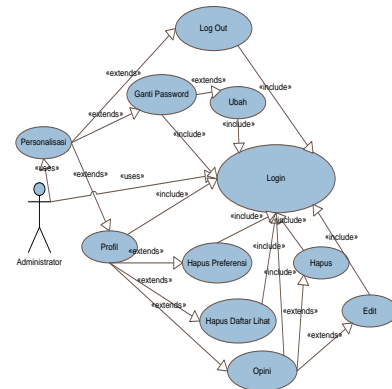 Log Out
«extends»
«include»
Ganti Password
«extends»
Ubah
«extends»
«include»
«include»
Personalisasi
«uses»
«extends»
«uses»
Login
«include»
Administrator
Profil
«include»
«include»
«include»
«extends»
Hapus Preferensi
Hapus
«include»
«extends»
«include»
«include»
Edit
Hapus Daftar Lihat
«extends»
«extends»
«extends»
Opini